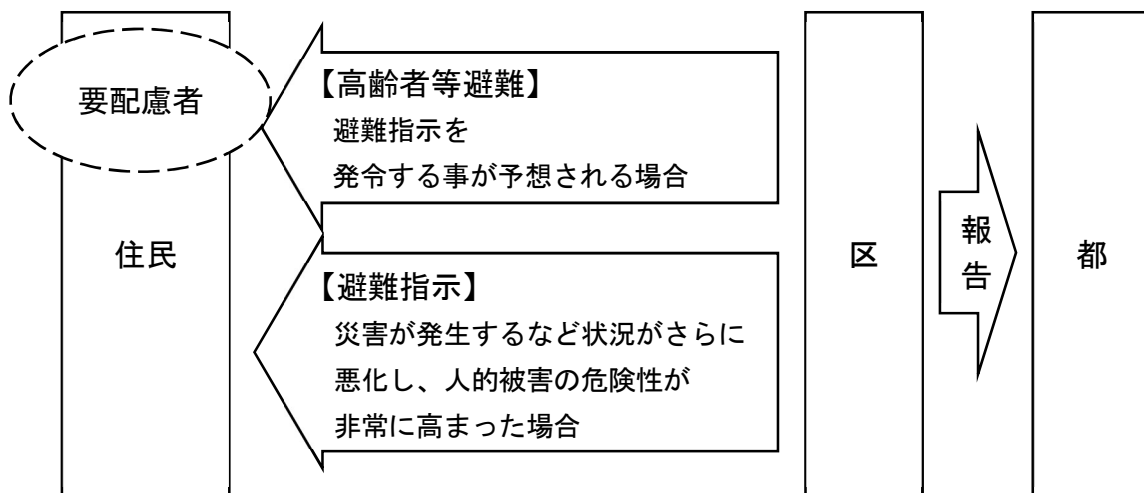 要配慮者
住民
【高齢者等避難】
避難指示を
発令する事が予想される場合
【避難指示】
災害が発生するなど状況がさらに
悪化し、人的被害の危険性が
非常に高まった場合
区
報告
都